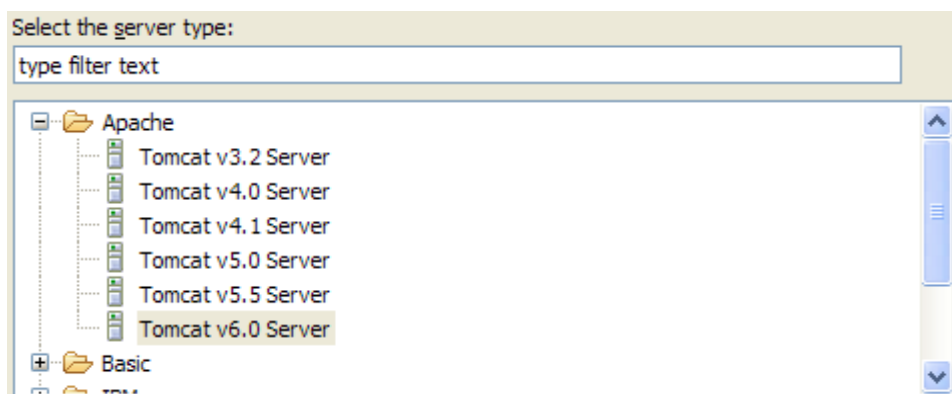 Select the server type:
type filter text
Apache
Tomcat v3.2 Server
Tomcat v4.0 Server
Tomcat v4.1 Server
Tomcat v5.0 Server
Tomcat v5.5 Server
Tomcat v6.0 Server
Basic
IBM